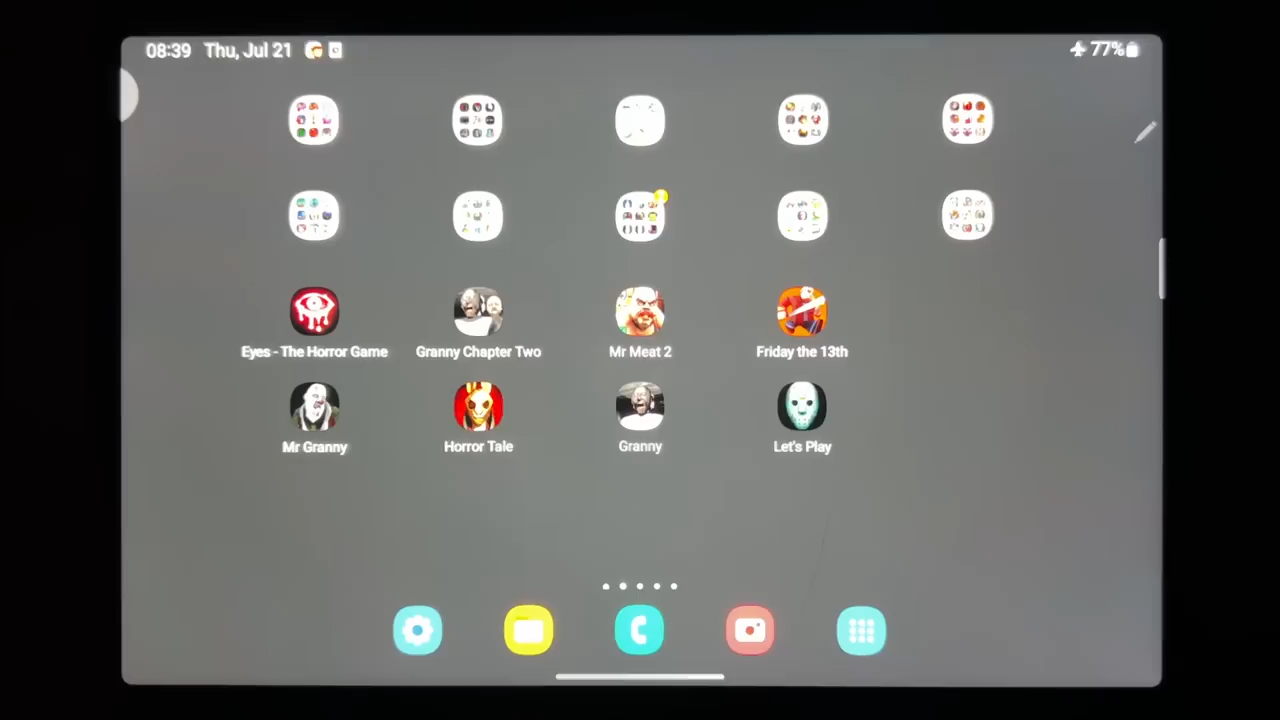 08:39 Thu, Jul 21 77%
Eyes - The Horror Game Granny Chapter Two Mr Meat 2 Friday the 13th
Mr Granny Horror Tale Granny Let's Play